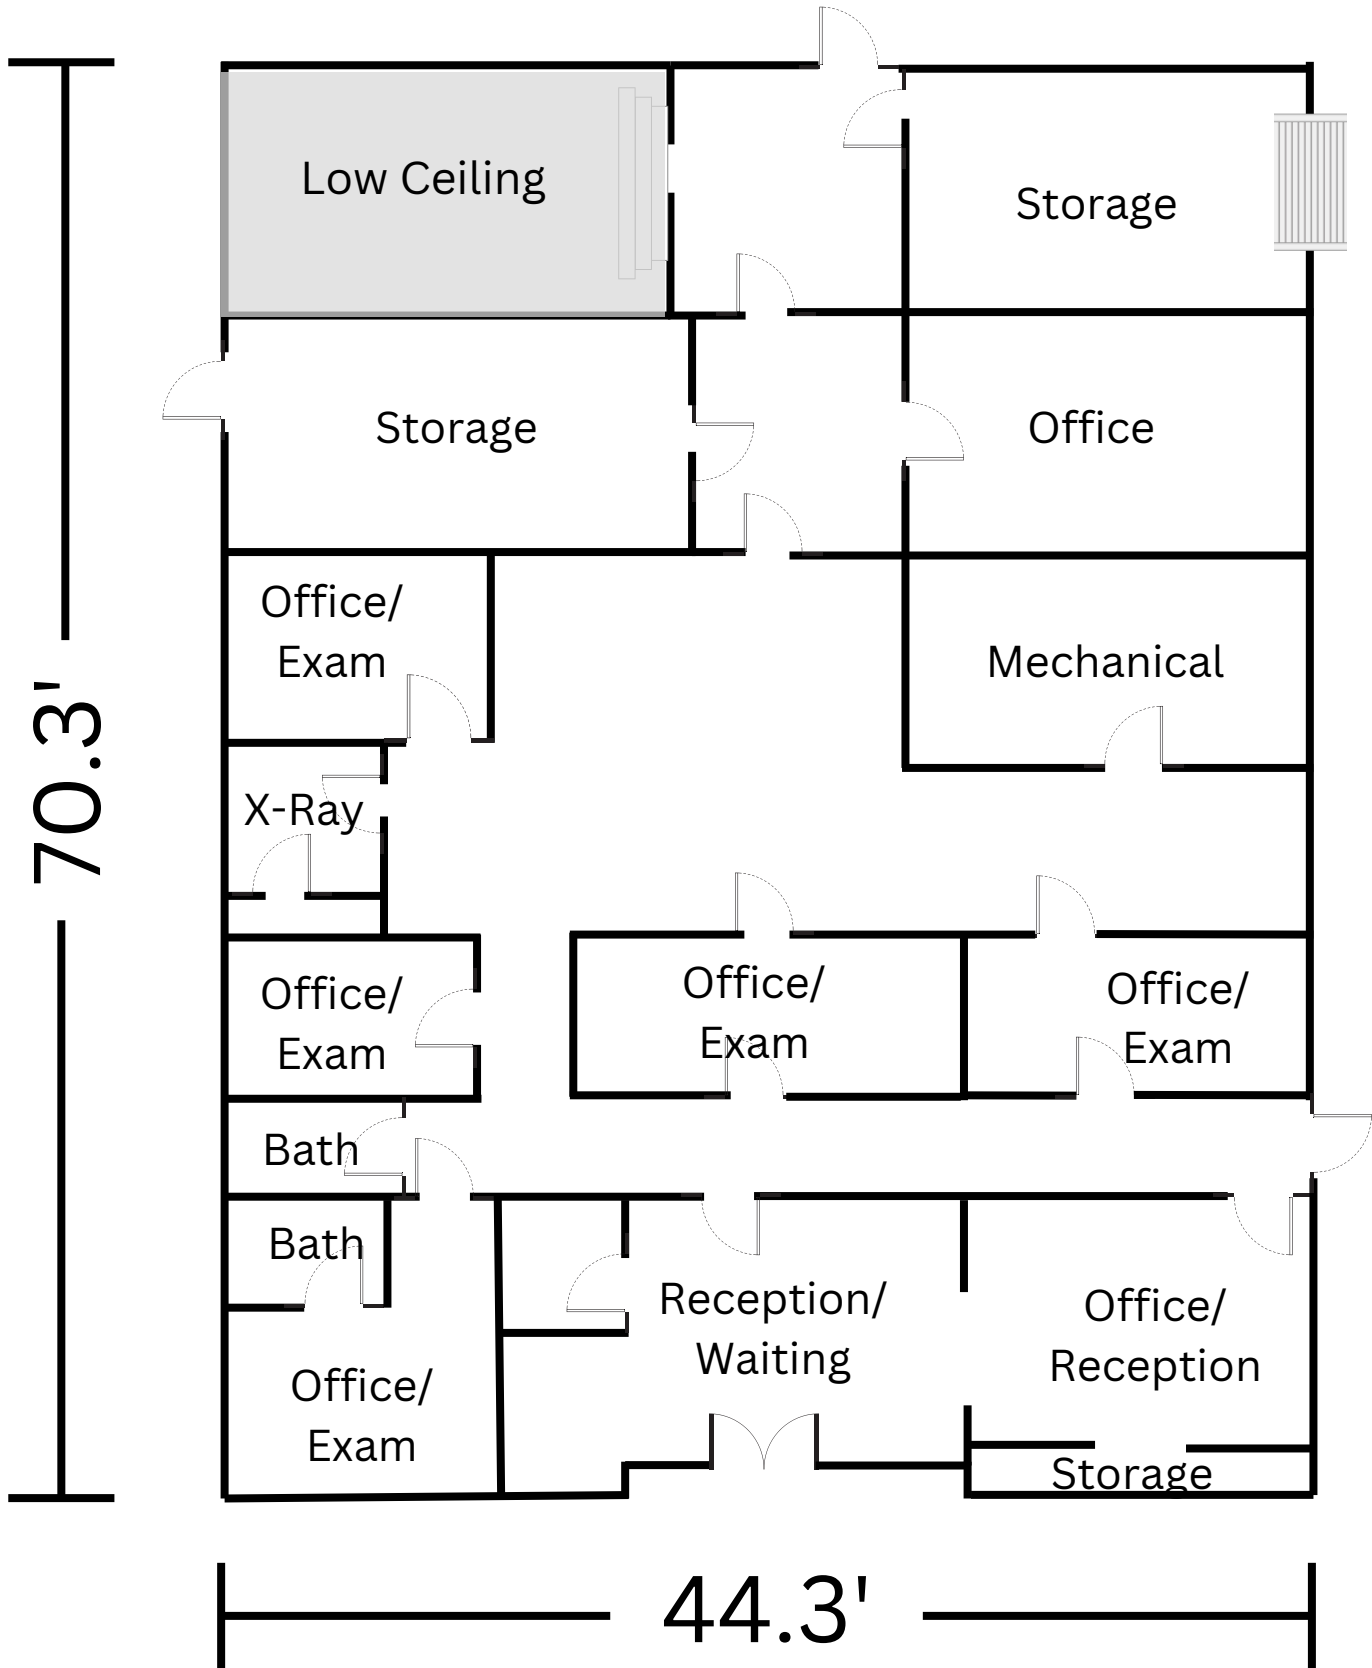 Low Ceiling
Storage
Storage
Office
Office/
Exam
Mechanical
X-Ray
70.3'
Office/
Exam
Office/
Exam
Office/
Exam
Bath
Bath
Reception/
Waiting
Office/
Reception
Office/
Exam
Storage
44.3'